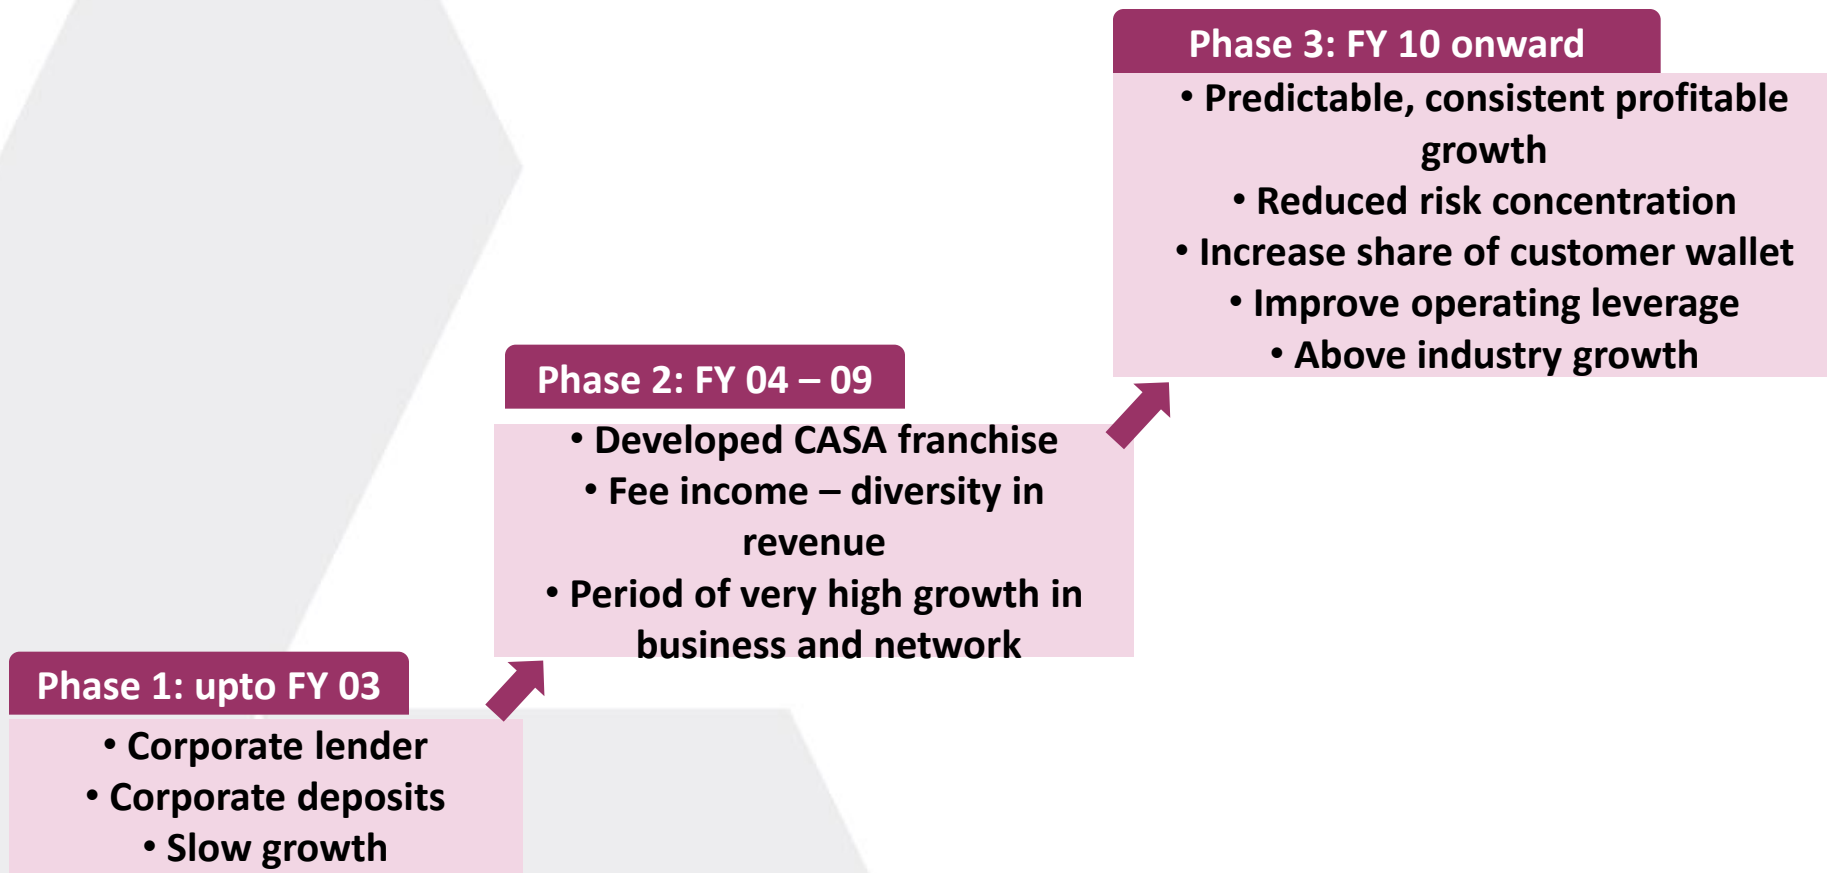 Phase 3: FY 10 onward
• Predictable, consistent profitable
growth
• Reduced risk concentration
• Increase share of customer wallet
• Improve operating leverage
• Above industry growth
Phase 2: FY 04 – 09
• Developed CASA franchise
• Fee income – diversity in
revenue
• Period of very high growth in
business and network
Phase 1: upto FY 03
• Corporate lender
• Corporate deposits
• Slow growth